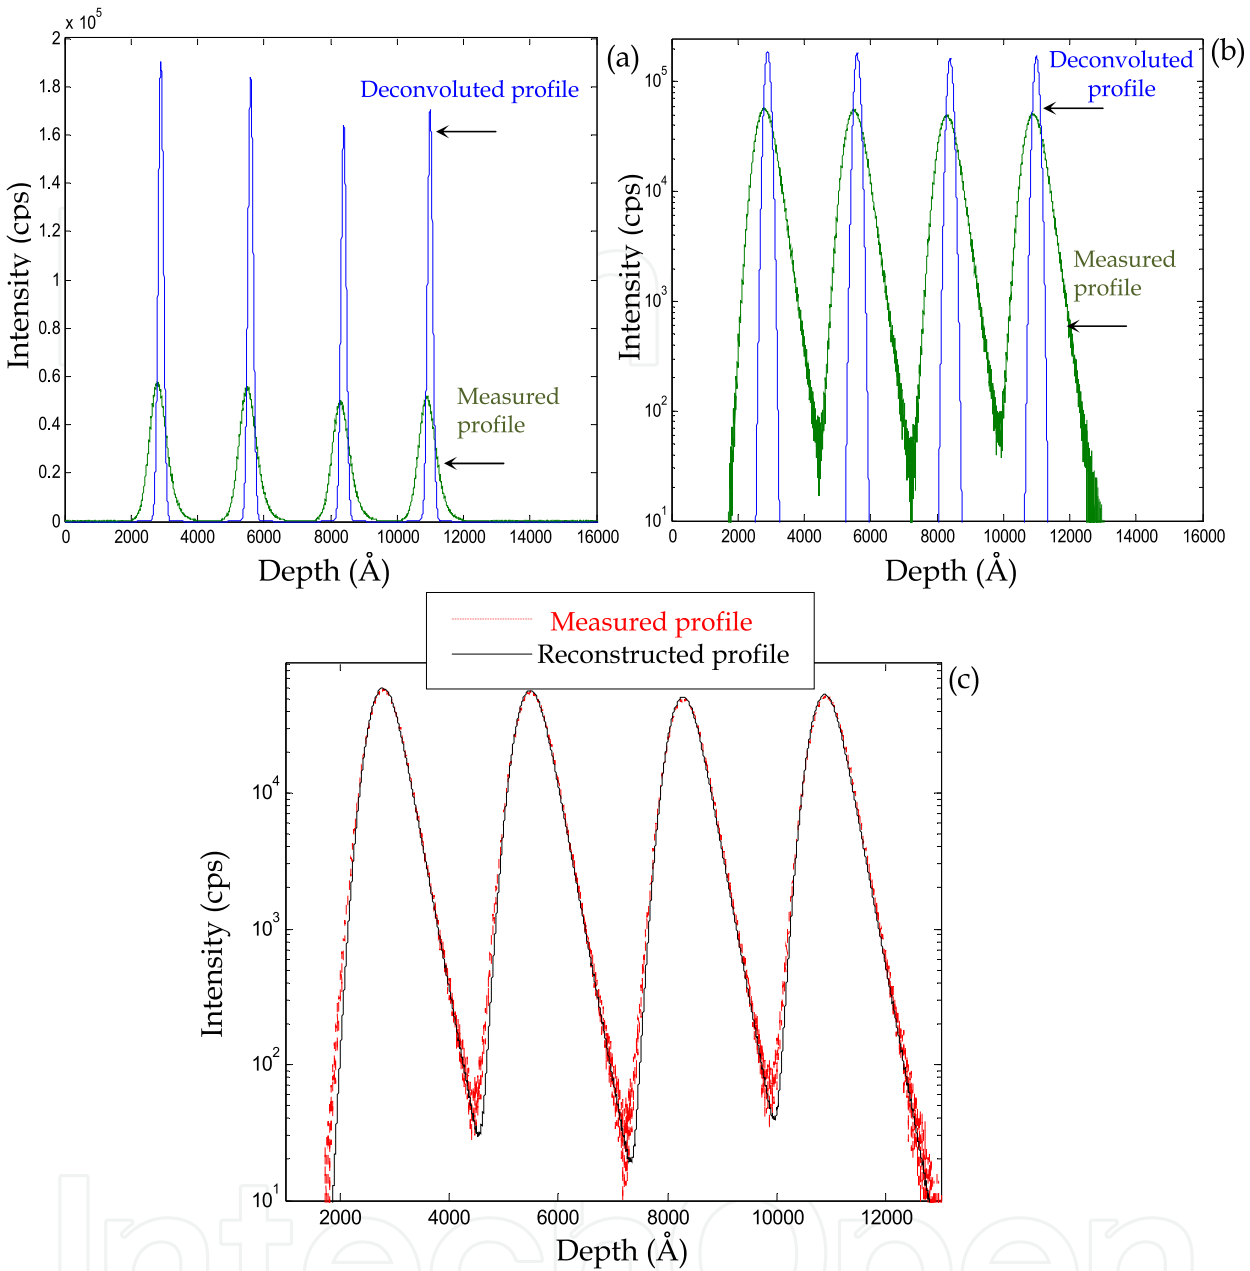 x 10^5
(a)
2
1.8
1.6
1.4
1.2
1
0.8
0.6
0.4
0.2
0
Intensity (cps)
Deconvoluted profile
Measured
profile
0 2000 4000 6000 8000 10000 12000 14000 16000
Depth (Å)
(b)
10^5
10^4
10^3
10^2
10^1
Intensity (cps)
Deconvoluted
profile
Measured
profile
0 2000 4000 6000 8000 10000 12000 14000 16000
Depth (Å)
Measured profile
Reconstructed profile
(c)
10^4
10^3
10^2
10^1
Intensity (cps)
2000 4000 6000 8000 10000 12000
Depth (Å)
IntechOpen